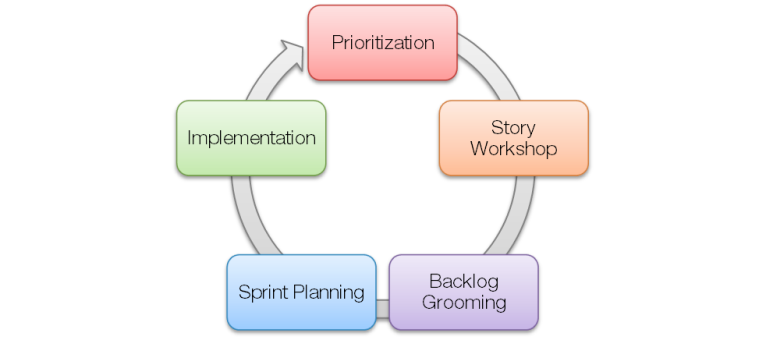 Prioritization
Story
Workshop
Backlog
Grooming
Sprint Planning
Implementation